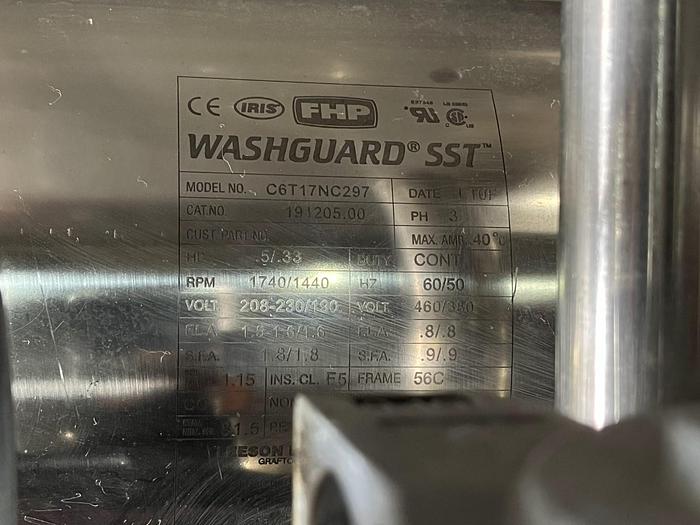 CE IRIS FHP
WASHGUARD® SST™
MODEL NO. C6T17NC297 DATE
CAT.NO. 191205.00 PH 3
CUST PART NO. MAX. AMB. 40°C
HP .5/.33 DUTY CONT
RPM 1740/1440 HZ 60/50
VOLT 208-230/190 VOLT 460/380
F.L.A. 1.8-1.6/1.6 F.L.A. .8/.8
S.F.A. 1.8/1.8 S.F.A. .9/.9
1.15 INS. CL. F5 FRAME 56C